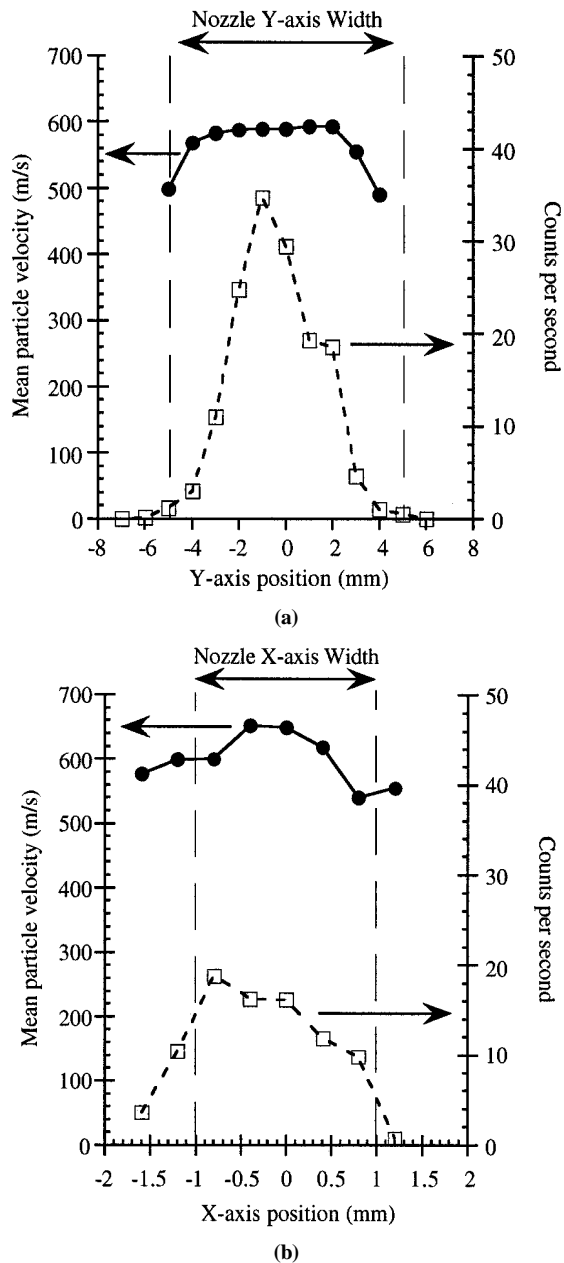 Nozzle Y-axis Width
700
600
500
400
300
200
100
0
50
40
30
20
10
0
Mean particle velocity (m/s)
Counts per second
-8 -6 -4 -2 0 2 4 6 8
Y-axis position (mm)
(a)
Nozzle X-axis Width
700
600
500
400
300
200
100
0
50
40
30
20
10
0
Mean particle velocity (m/s)
Counts per second
-2 -1.5 -1 -0.5 0 0.5 1 1.5 2
X-axis position (mm)
(b)